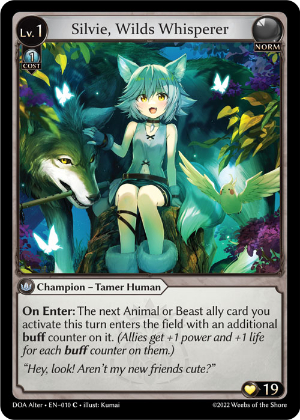 Lv.1
Silvie, Wilds Whisperer
NORM
1
COST
Champion – Tamer Human
On Enter: The next Animal or Beast ally card you
activate this turn enters the field with an additional
buff counter on it. (Allies get +1 power and +1 life
for each buff counter on them.)
"Hey, look! Aren't my new friends cute?"
19
DOA Alter • EN-010 C • illust: Kumai
©2022 Weebs of the Shore